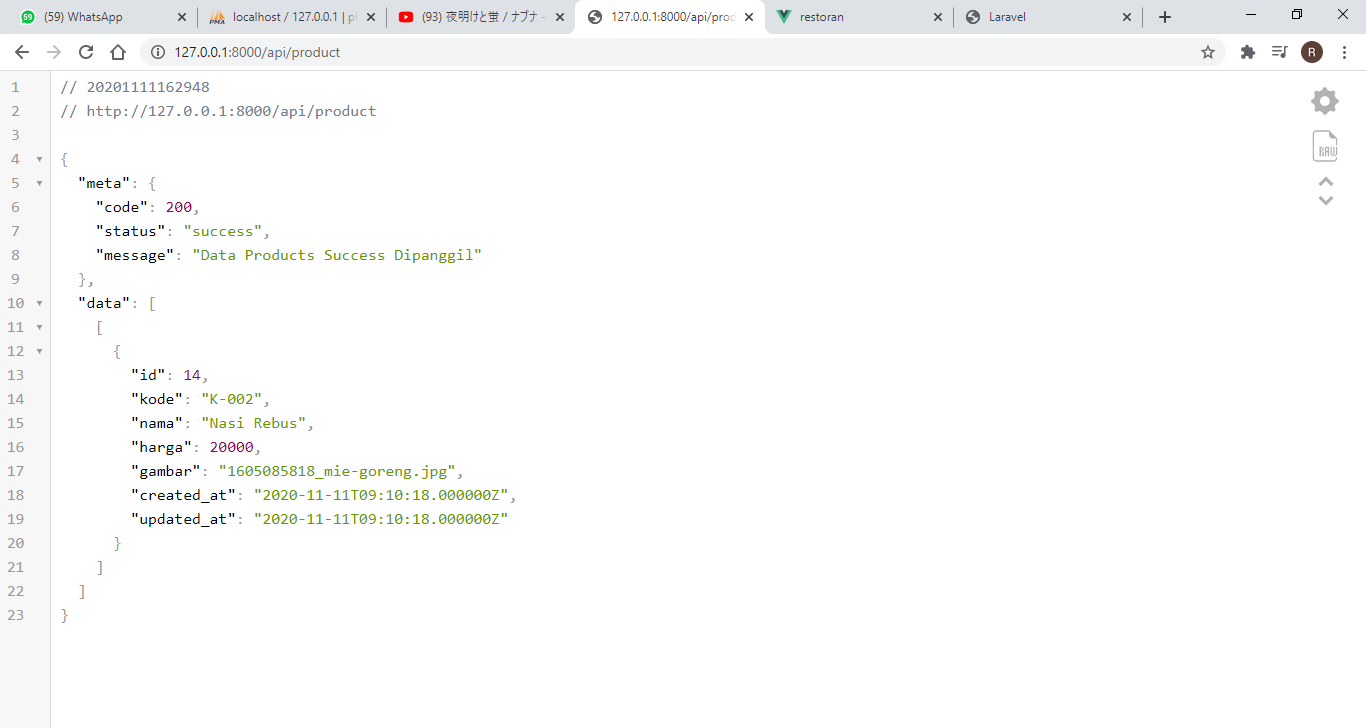 59 (59) WhatsApp
PMA localhost / 127.0.0.1 | pl
(93) 夜明けと蛍 / ナブナ -
127.0.0.1:8000/api/prod
restoran
Laravel
127.0.0.1:8000/api/product
R
1 // 20201111162948
2 // http://127.0.0.1:8000/api/product
3
4 {
5 "meta": {
6 "code": 200,
7 "status": "success",
8 "message": "Data Products Success Dipanggil"
9 },
10 "data": [
11 [
12 {
13 "id": 14,
14 "kode": "K-002",
15 "nama": "Nasi Rebus",
16 "harga": 20000,
17 "gambar": "1605085818_mie-goreng.jpg",
18 "created_at": "2020-11-11T09:10:18.000000Z",
19 "updated_at": "2020-11-11T09:10:18.000000Z"
20 }
21 ]
22 ]
23 }
RAW